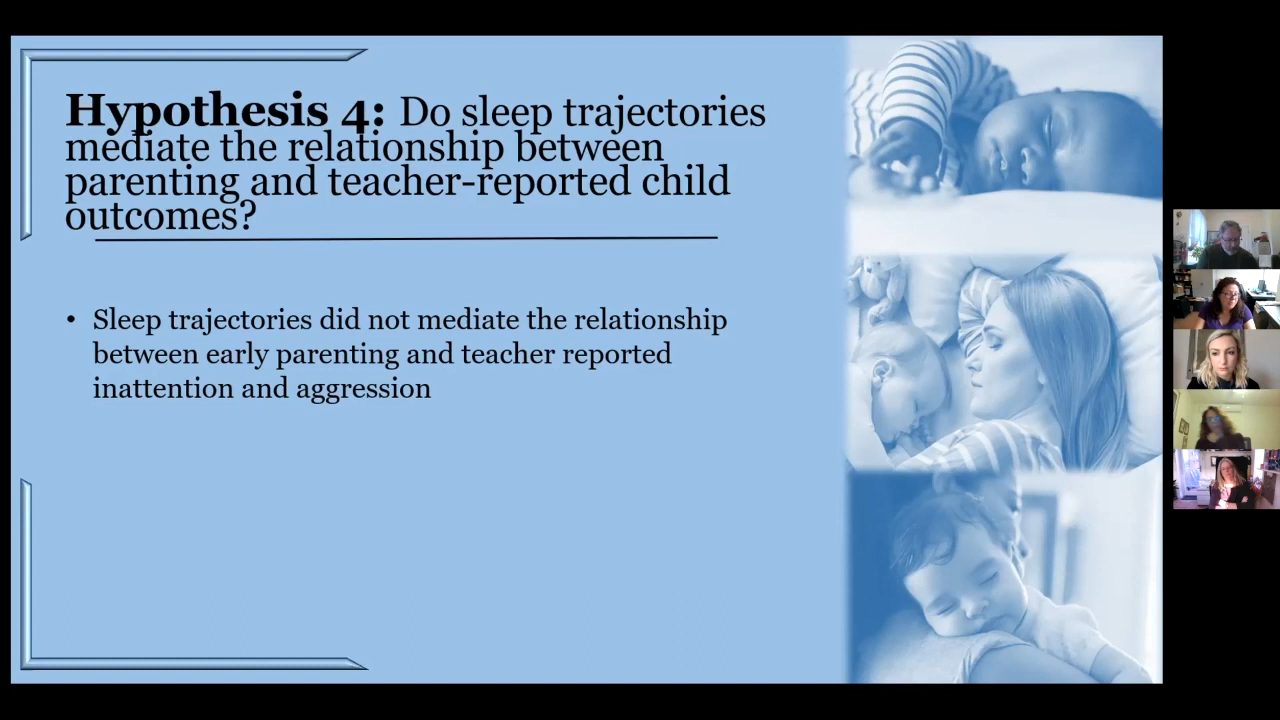 Hypothesis 4: Do sleep trajectories
mediate the relationship between
parenting and teacher-reported child
outcomes?
• Sleep trajectories did not mediate the relationship
between early parenting and teacher reported
inattention and aggression